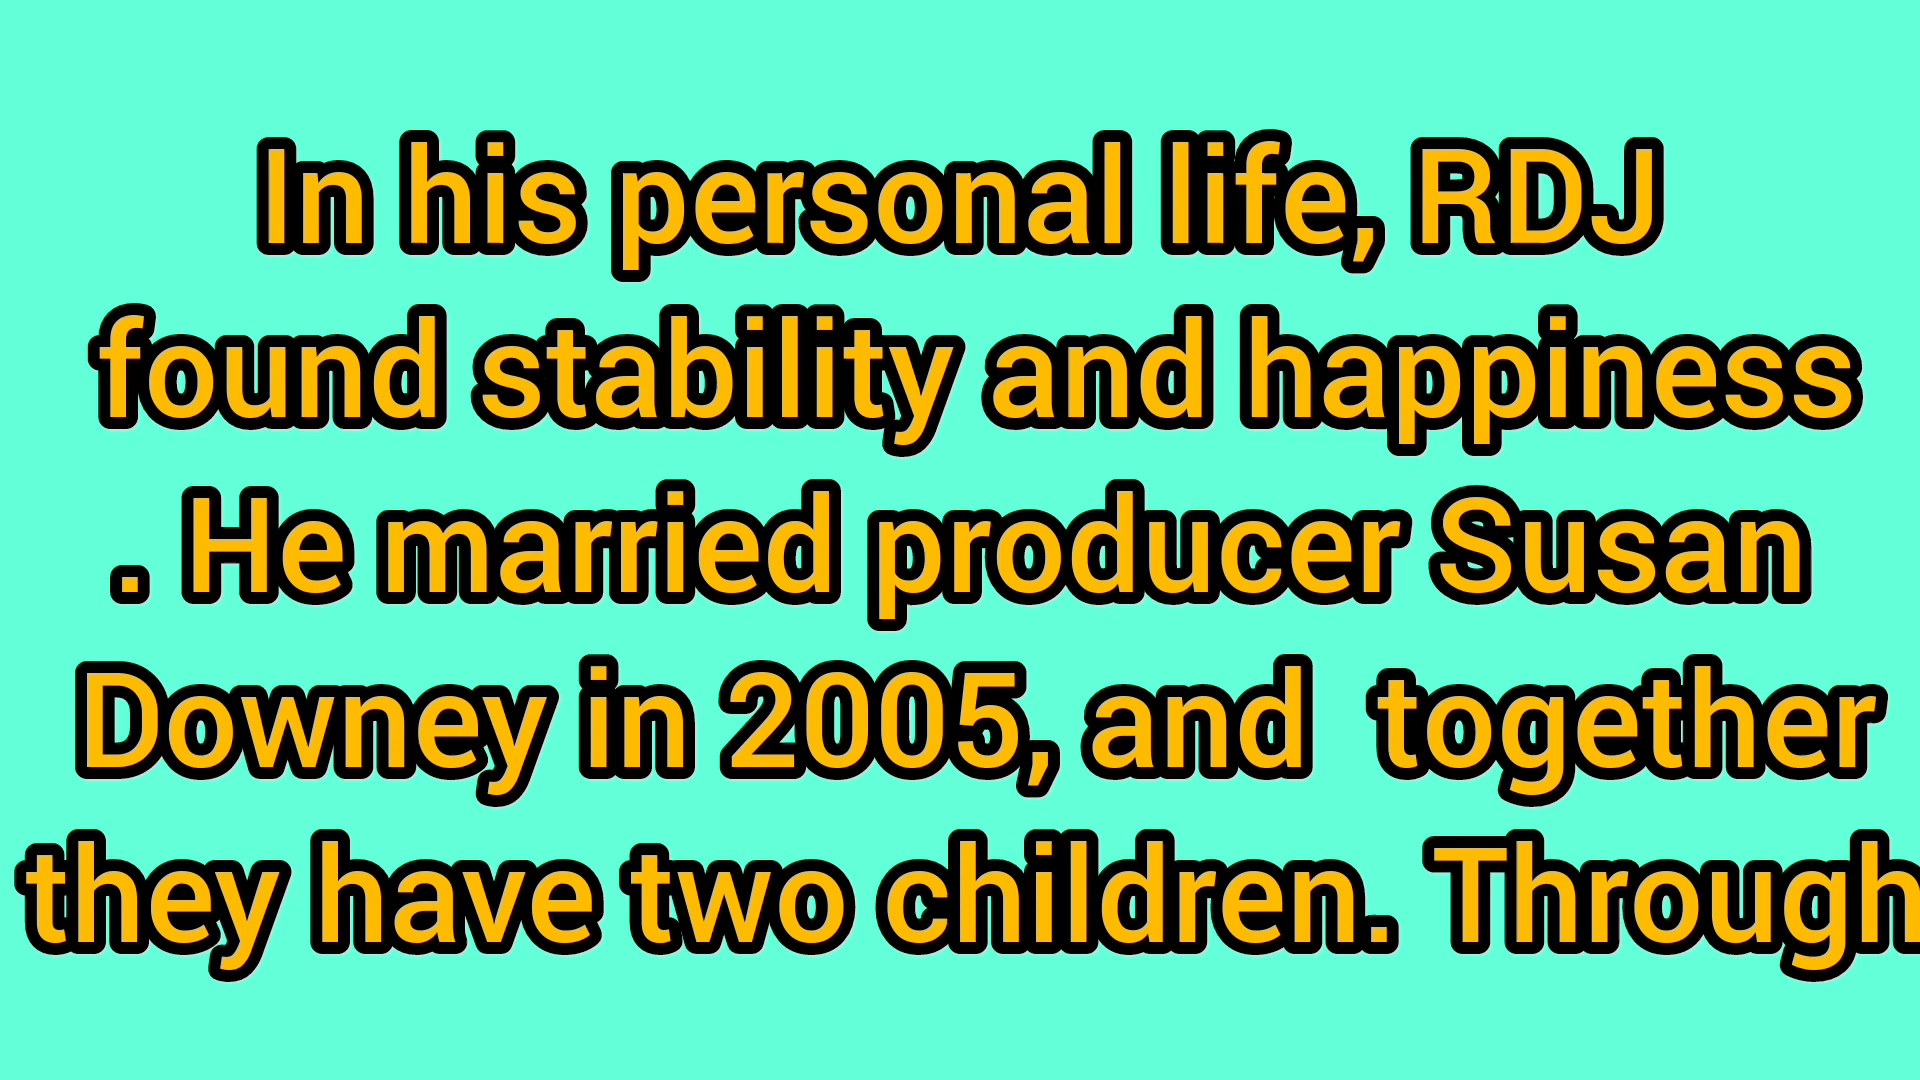 In his personal life, RDJ
found stability and happiness
. He married producer Susan
Downey in 2005, and  together
they have two children. Through